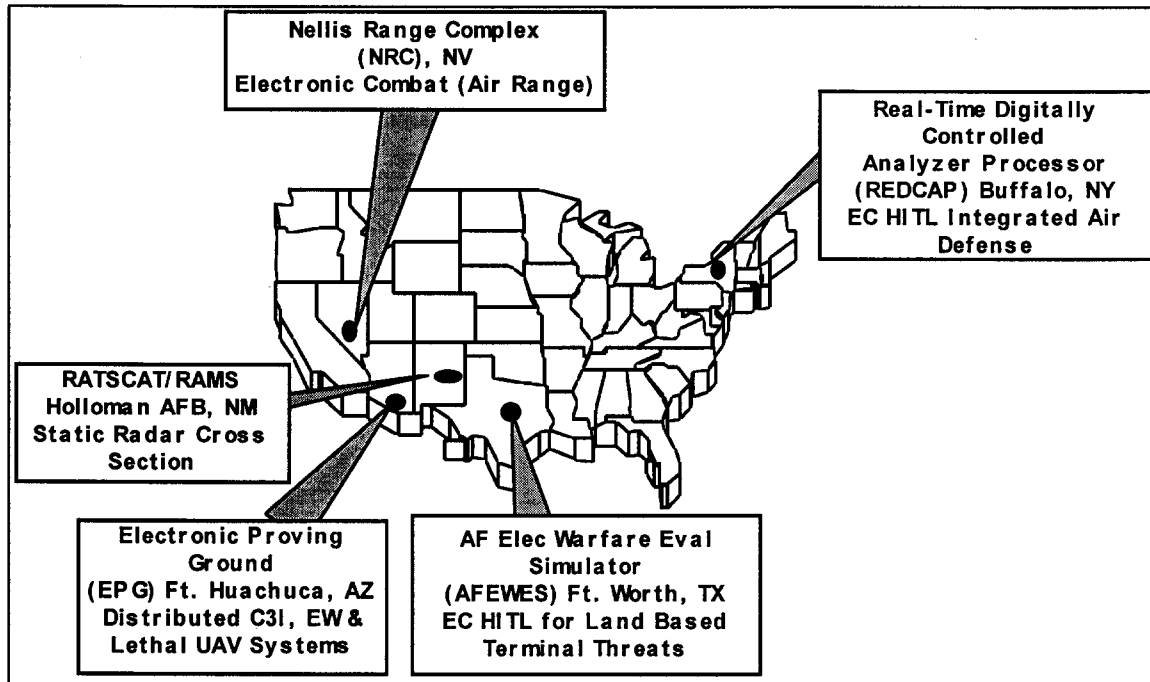 Nellis Range Complex
(NRC), NV
Electronic Combat (Air Range)
Real-Time Digitally
Controlled
Analyzer Processor
(REDCAP) Buffalo, NY
EC HITL Integrated Air
Defense
RATSCAT/RAMS
Holloman AFB, NM
Static Radar Cross
Section
Electronic Proving
Ground
(EPG) Ft. Huachuca, AZ
Distributed C3I, EW &
Lethal UAV Systems
AF Elec Warfare Eval
Simulator
(AFEWES) Ft. Worth, TX
EC HITL for Land Based
Terminal Threats